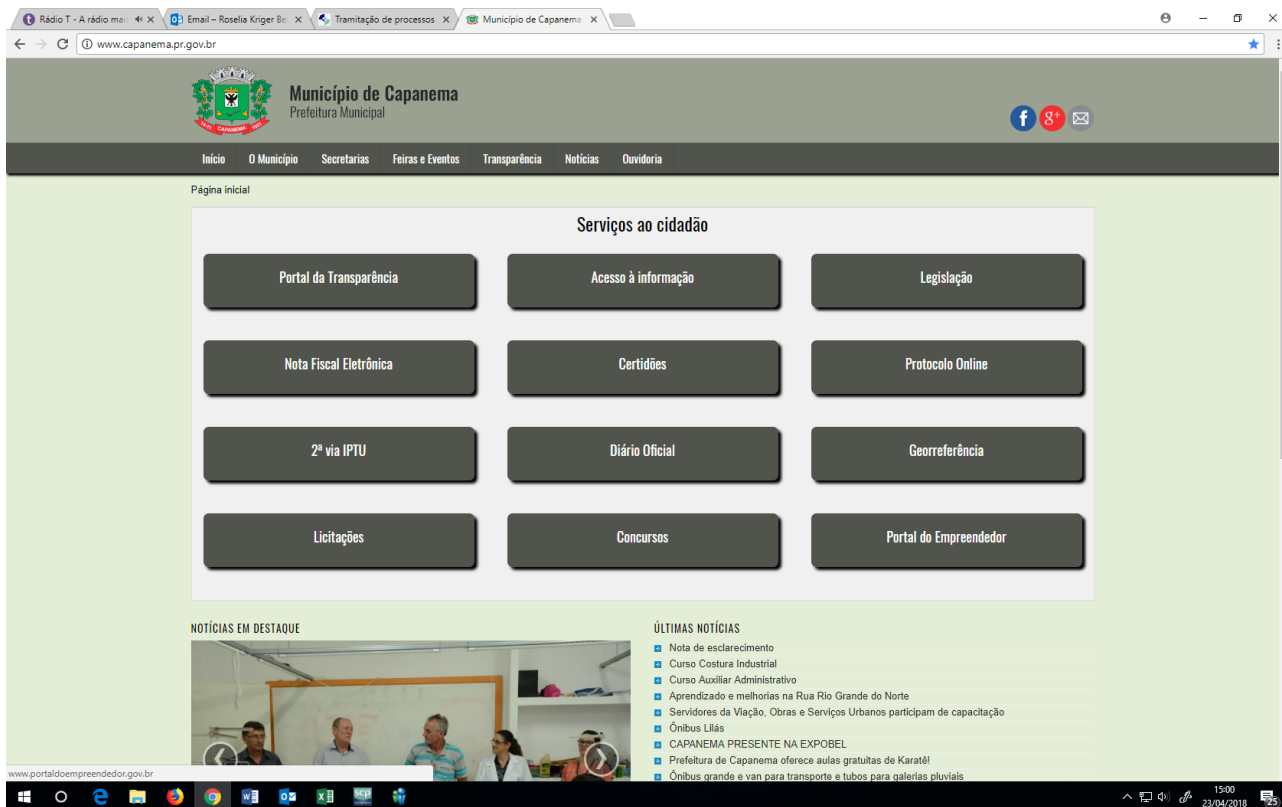 Rádio T - A rádio mai
Email – Roselia Kriger Be
Tramitação de processos
Município de Capanema
www.capanema.pr.gov.br
CAPANEMA
Município de Capanema
Prefeitura Municipal
f
8+
Início O Município Secretarias Feiras e Eventos Transparência Notícias Ouvidoria
Página inicial
Serviços ao cidadão
Portal da Transparência
Acesso à informação
Legislação
Nota Fiscal Eletrônica
Certidões
Protocolo Online
2ª via IPTU
Diário Oficial
Georreferência
Licitações
Concursos
Portal do Empreendedor
NOTÍCIAS EM DESTAQUE
ÚLTIMAS NOTÍCIAS
Nota de esclarecimento
Curso Costura Industrial
Curso Auxiliar Administrativo
Aprendizado e melhorias na Rua Rio Grande do Norte
Servidores da Viação, Obras e Serviços Urbanos participam de capacitação
Ônibus Lilás
CAPANEMA PRESENTE NA EXPOBEL
Prefeitura de Capanema oferece aulas gratuitas de Karatê!
Ônibus grande e van para transporte e tubos para galerias pluviais
www.portaldoempreendedor.gov.br
SCP
15:00
23/04/2018